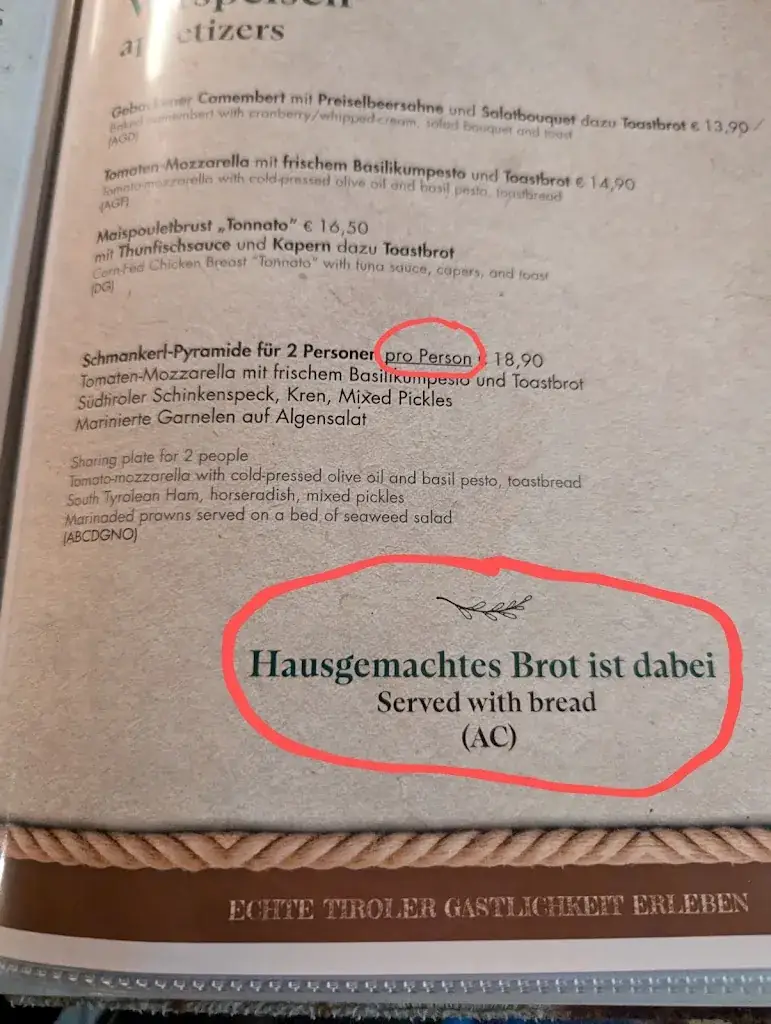 appetizers
Gebackener Camembert mit Preiselbeersahne und Salatbouquet dazu Toastbrot € 13,90
Baked camembert with cranberry/whipped cream, salad bouquet and toast
(AGD)
Tomaten-Mozzarella mit frischem Basilikumpesto und Toastbrot € 14,90
Tomato-mozzarella with cold-pressed olive oil and basil pesto, toastbread
(AGF)
Maispouletbrust „Tonnato" € 16,50
mit Thunfischsauce und Kapern dazu Toastbrot
Corn-Fed Chicken Breast "Tonnato" with tuna sauce, capers, and toast
(DG)
Schmankerl-Pyramide für 2 Personen pro Person € 18,90
Tomaten-Mozzarella mit frischem Basilikumpesto und Toastbrot
Südtiroler Schinkenspeck, Kren, Mixed Pickles
Marinierte Garnelen auf Algensalat
Sharing plate for 2 people
Tomato-mozzarella with cold-pressed olive oil and basil pesto, toastbread
South Tyrolean Ham, horseradish, mixed pickles
Marinaded prawns served on a bed of seaweed salad
(ABCDGNO)
Hausgemachtes Brot ist dabei
Served with bread
(AC)
ECHTE TIROLER GASTLICHKEIT ERLEBEN